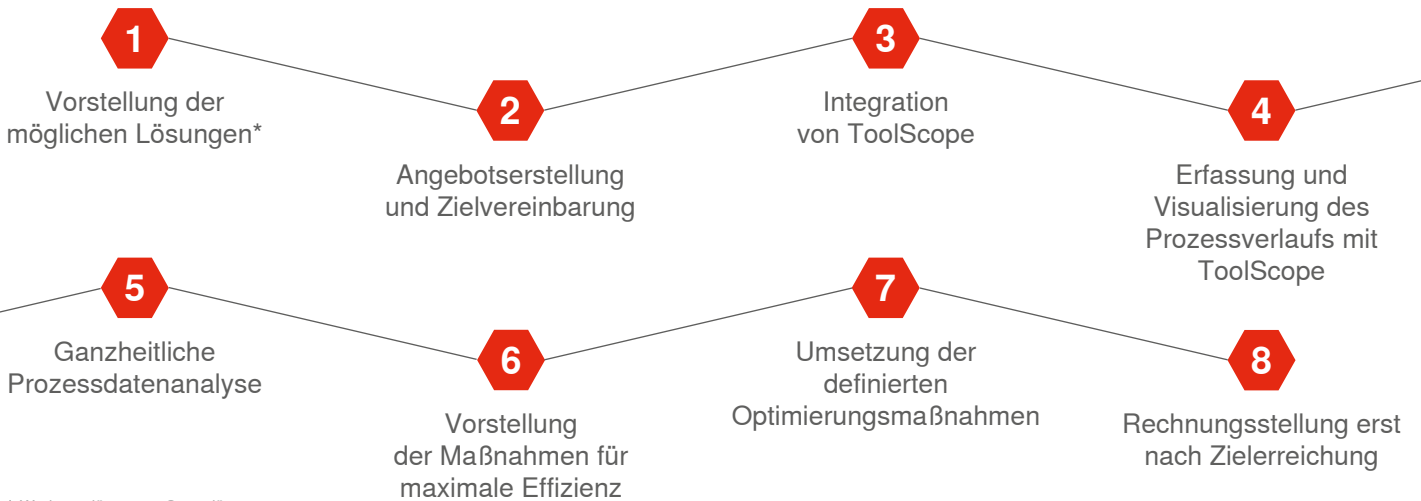 1
Vorstellung der
möglichen Lösungen*
2
Angebotserstellung
und Zielvereinbarung
3
Integration
von ToolScope
4
Erfassung und
Visualisierung des
Prozessverlaufs mit
ToolScope
5
Ganzheitliche
Prozessdatenanalyse
6
Vorstellung
der Maßnahmen für
maximale Effizienz
7
Umsetzung der
definierten
Optimierungsmaßnahmen
8
Rechnungsstellung erst
nach Zielerreichung